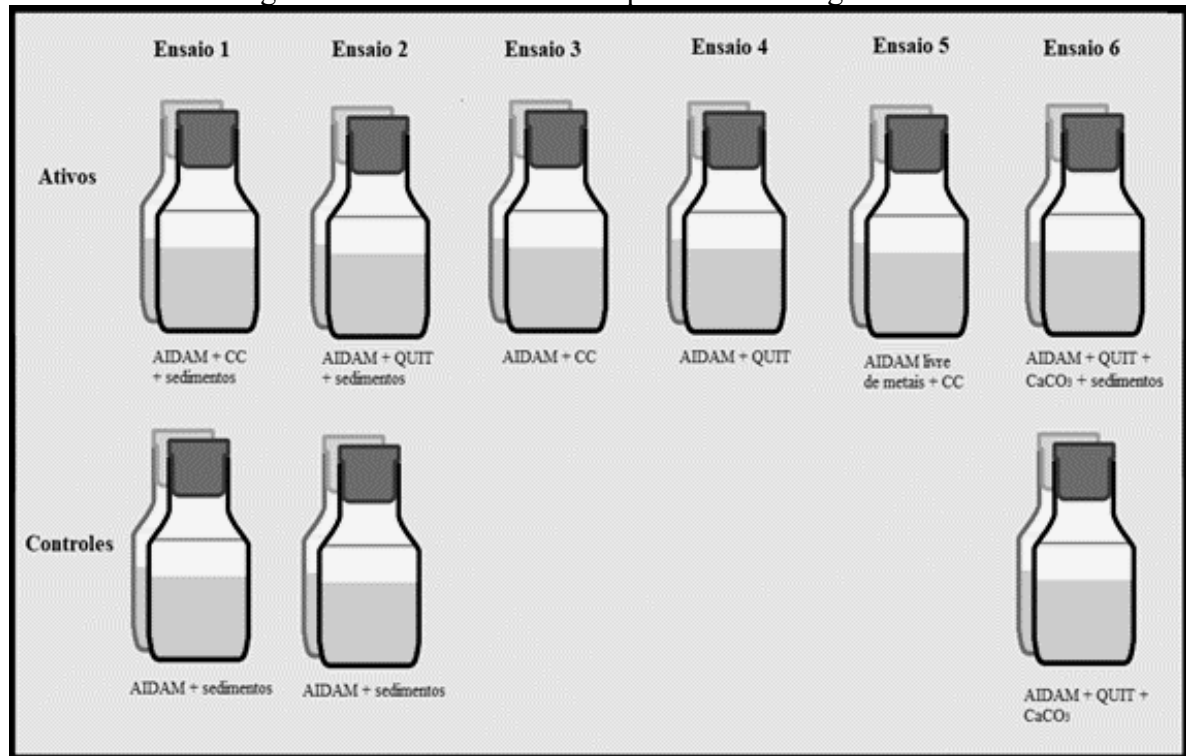 Ensaio 1
Ensaio 2
Ensaio 3
Ensaio 4
Ensaio 5
Ensaio 6
Ativos
AIDAM + CC
+ sedimentos
AIDAM + QUIT
+ sedimentos
AIDAM + CC
AIDAM + QUIT
AIDAM livre
de metais + CC
AIDAM + QUIT +
CaCO₃ + sedimentos
Controles
AIDAM + sedimentos
AIDAM + sedimentos
AIDAM + QUIT +
CaCO₃